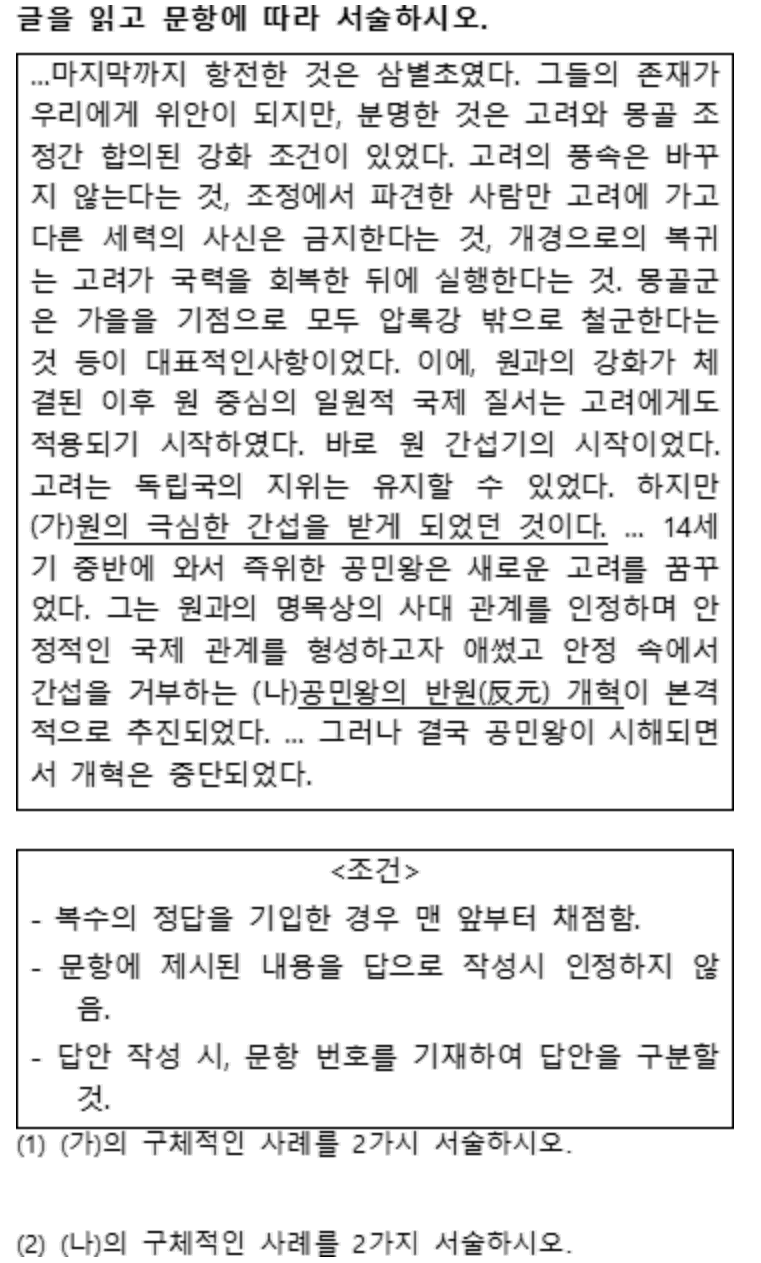 글을 읽고 문항에 따라 서술하시오.
...마지막까지 항전한 것은 삼별초였다. 그들의 존재가
우리에게 위안이 되지만, 분명한 것은 고려와 몽골 조
정간 합의된 강화 조건이 있었다. 고려의 풍속은 바꾸
지 않는다는 것, 조정에서 파견한 사람만 고려에 가고
다른 세력의 사신은 금지한다는 것, 개경으로의 복귀
는 고려가 국력을 회복한 뒤에 실행한다는 것. 몽골군
은 가을을 기점으로 모두 압록강 밖으로 철군한다는
것 등이 대표적인사항이었다. 이에, 원과의 강화가 체
결된 이후 원 중심의 일원적 국제 질서는 고려에게도
적용되기 시작하였다. 바로 원 간섭기의 시작이었다.
고려는 독립국의 지위는 유지할 수 있었다. 하지만
(가)원의 극심한 간섭을 받게 되었던 것이다. ... 14세
기 중반에 와서 즉위한 공민왕은 새로운 고려를 꿈꾸
었다. 그는 원과의 명목상의 사대 관계를 인정하며 안
정적인 국제 관계를 형성하고자 애썼고 안정 속에서
간섭을 거부하는 (나)공민왕의 반원(反元) 개혁이 본격
적으로 추진되었다. ... 그러나 결국 공민왕이 시해되면
서 개혁은 중단되었다.
<조건>
- 복수의 정답을 기입한 경우 맨 앞부터 채점함.
- 문항에 제시된 내용을 답으로 작성시 인정하지 않
음.
- 답안 작성 시, 문항 번호를 기재하여 답안을 구분할
것.
(1) (가)의 구체적인 사례를 2가시 서술하시오.
(2) (나)의 구체적인 사례를 2가지 서술하시오.